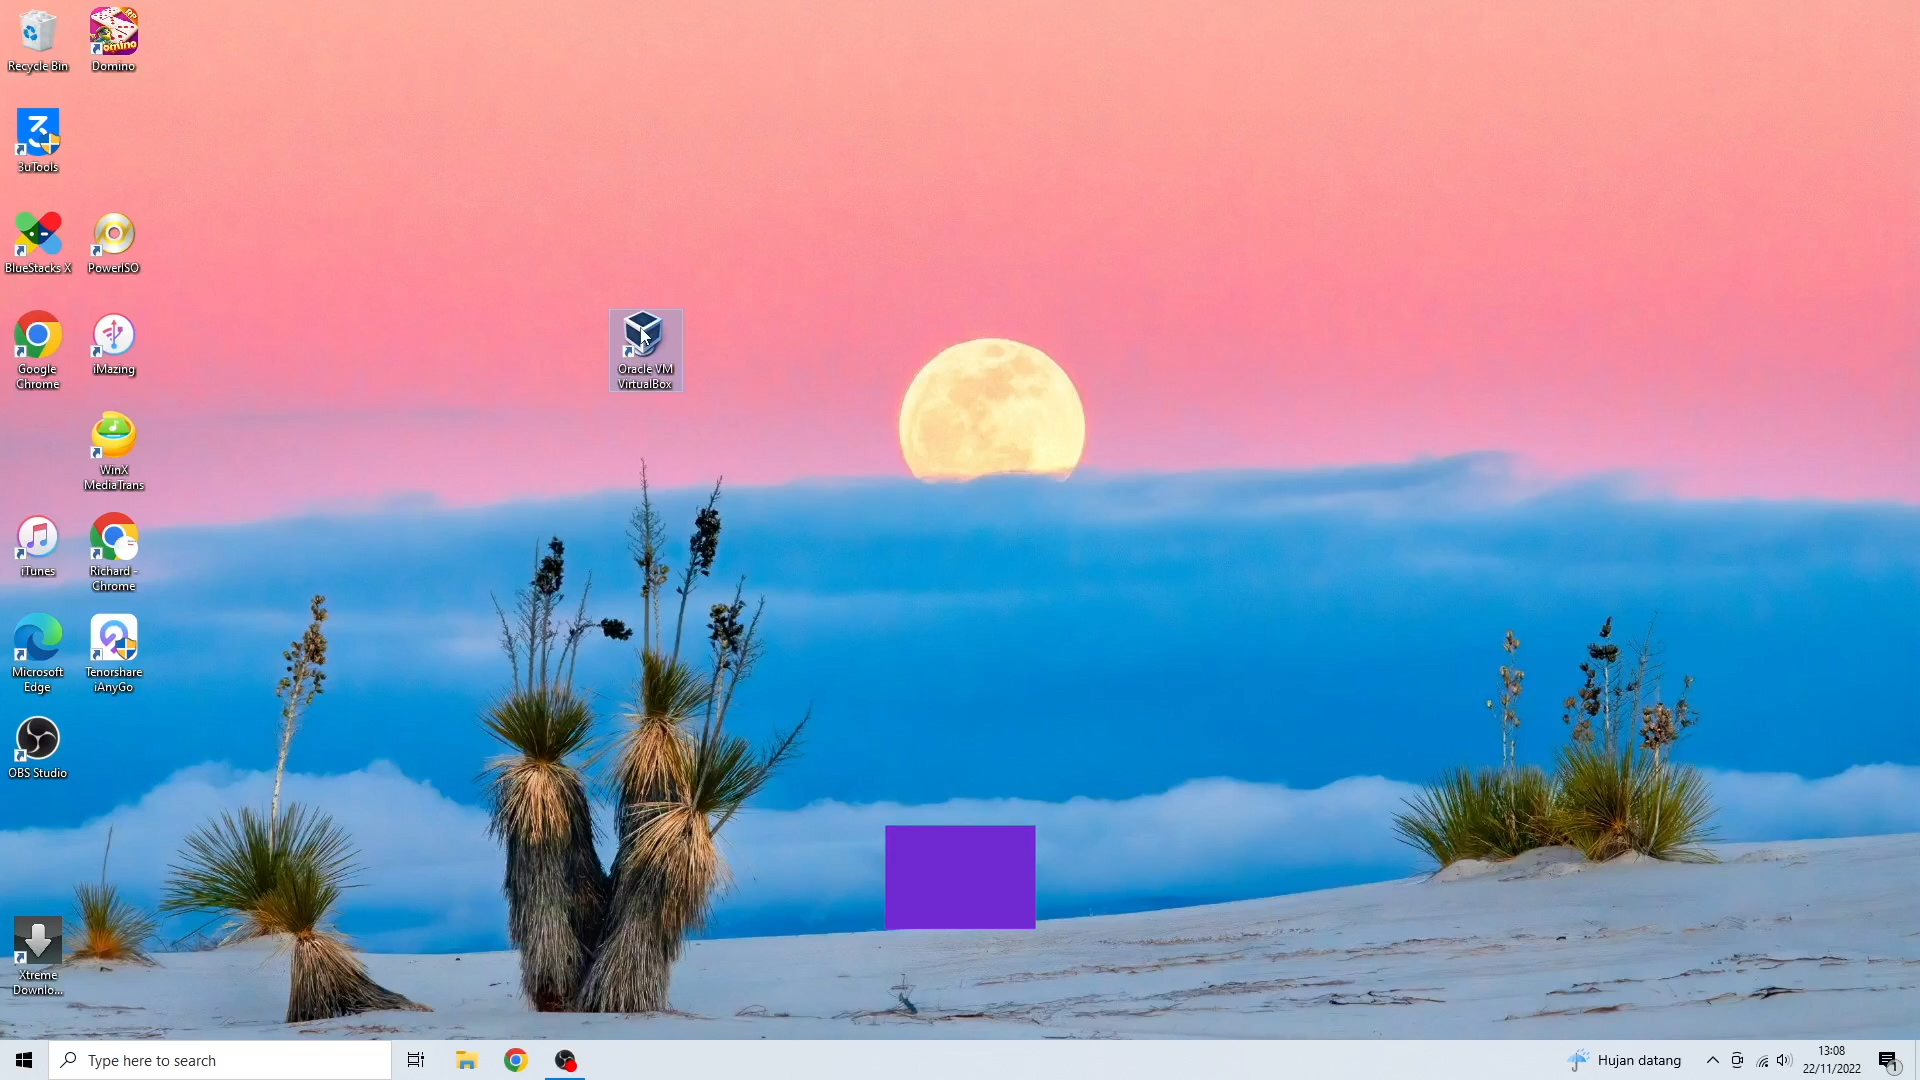 Recycle Bin
Domino
3uTools
BlueStacks X
PowerISO
Google
Chrome
iMazing
Oracle VM
VirtualBox
WinX
MediaTrans
iTunes
Richard -
Chrome
Microsoft
Edge
Tenorshare
iAnyGo
OBS Studio
Xtreme
Downlo...
Type here to search
Hujan datang
13:08
22/11/2022
1